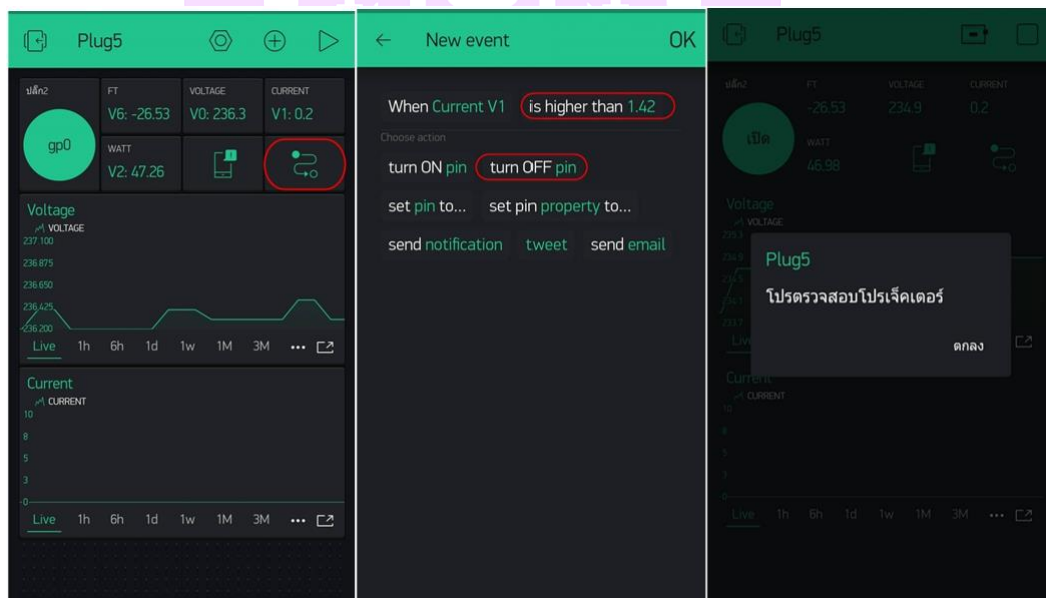 Plug5
ปลั๊ก2
gp0
FT
V6: -26.53
VOLTAGE
V0: 236.3
CURRENT
V1: 0.2
WATT
V2: 47.26
Voltage
VOLTAGE
237.100
236.875
236.650
236.425
236.200
Live 1h 6h 1d 1w 1M 3M
Current
CURRENT
10
8
5
3
0
Live 1h 6h 1d 1w 1M 3M
New event
OK
When Current V1 is higher than 1.42
Choose action
turn ON pin turn OFF pin
set pin to... set pin property to...
send notification tweet send email
Plug5
ปลั๊ก2
เปิด
FT
-26.53
VOLTAGE
234.9
CURRENT
0.2
WATT
46.98
Voltage
VOLTAGE
234.9
Plug5
โปรตรวจสอบโปรเจ็คเตอร์
ตกลง
Live
Current
CURRENT
10
Live 1h 6h 1d 1w 1M 3M